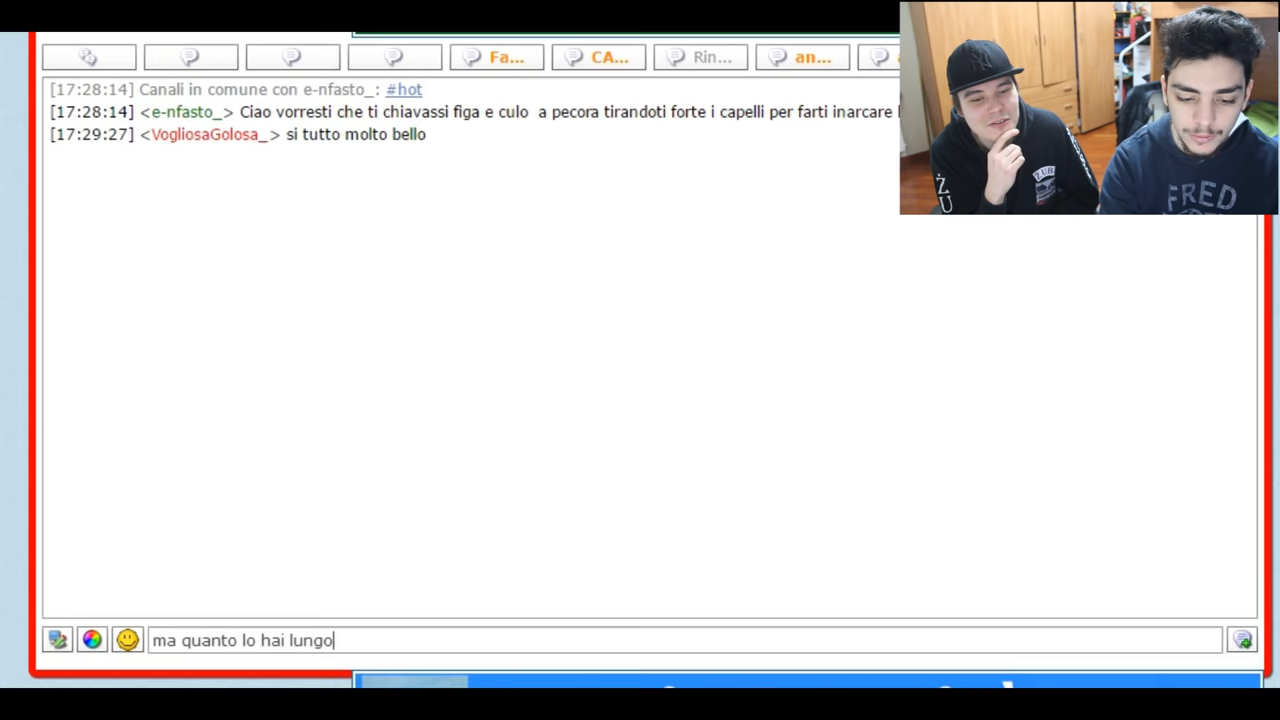 Fa... CA... Rin... an...
[17:28:14] Canali in comune con e-nfasto_: #hot
[17:28:14] <e-nfasto_> Ciao vorresti che ti chiavassi figa e culo a pecora tirandoti forte i capelli per farti inarcare
[17:29:27] <VogliosaGolosa_> si tutto molto bello
ma quanto lo hai lungo
ŻUB
Ż
U
FRED